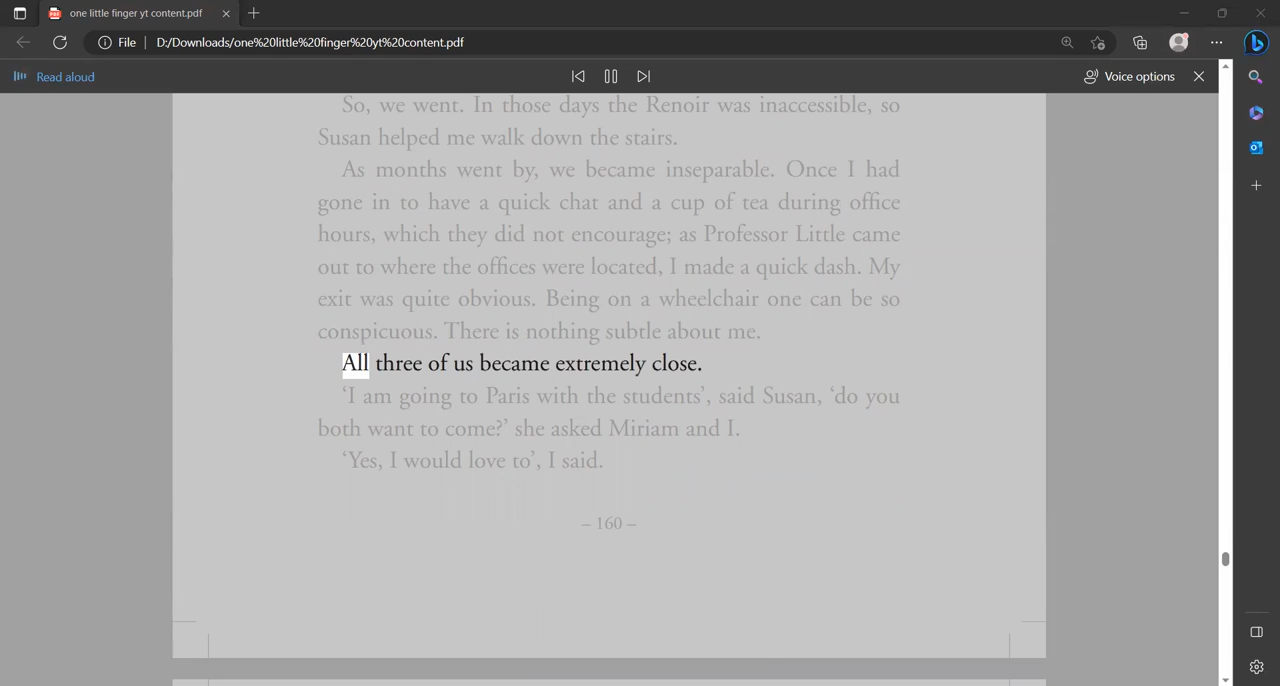 one little finger yt content.pdf
File
D:/Downloads/one%20little%20finger%20yt%20content.pdf
Read aloud
Voice options
So, we went. In those days the Renoir was inaccessible, so
Susan helped me walk down the stairs.
As months went by, we became inseparable. Once I had
gone in to have a quick chat and a cup of tea during office
hours, which they did not encourage; as Professor Little came
out to where the offices were located, I made a quick dash. My
exit was quite obvious. Being on a wheelchair one can be so
conspicuous. There is nothing subtle about me.
All three of us became extremely close.
‘I am going to Paris with the students’, said Susan, ‘do you
both want to come?’ she asked Miriam and I.
‘Yes, I would love to’, I said.
– 160 –